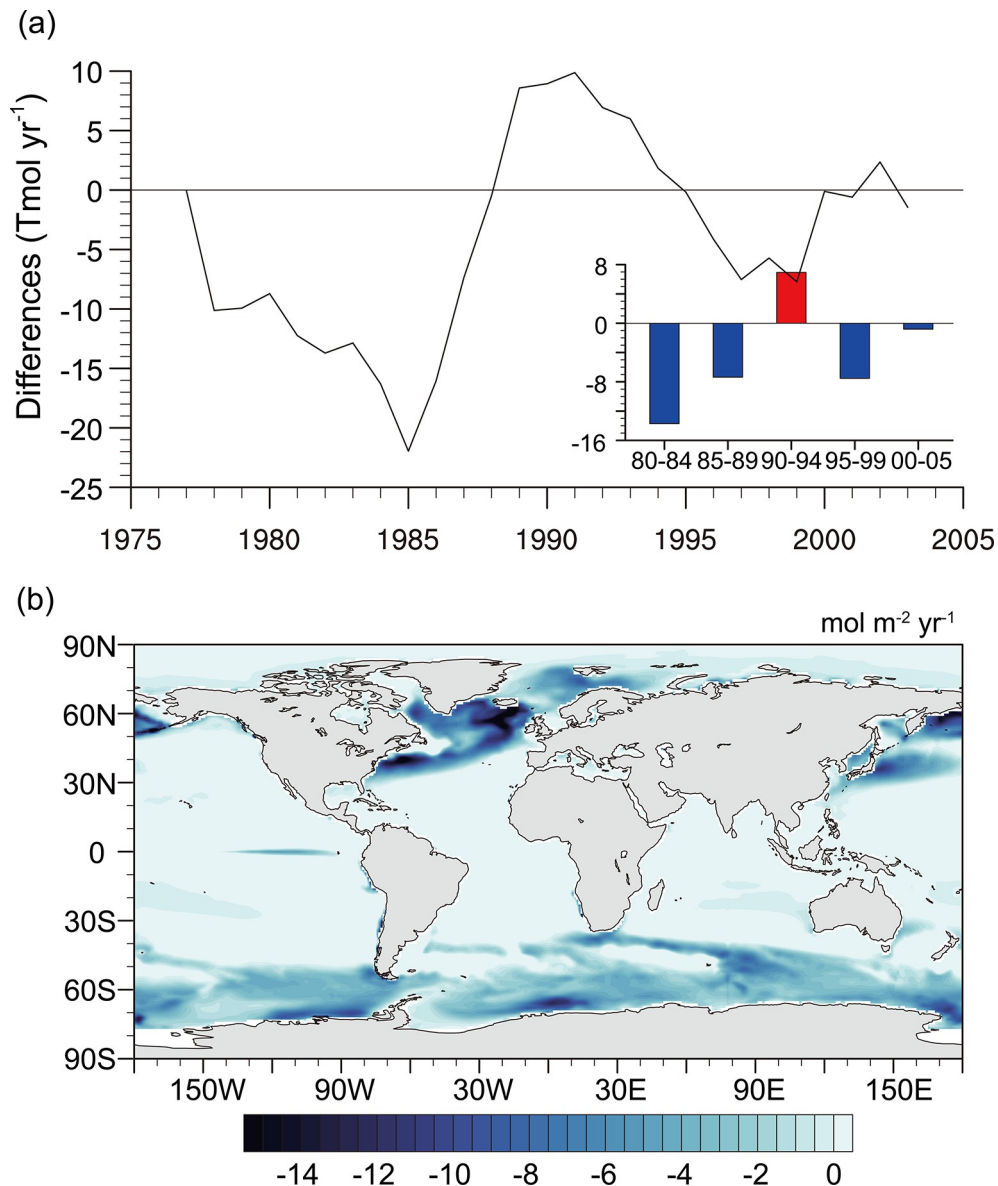 (a)
Differences (Tmol yr-1)
10
5
0
-5
-10
-15
-20
-25
1975 1980 1985 1990 1995 2000 2005
8
0
-8
-16
80-84 85-89 90-94 95-99 00-05
(b)
mol m-2 yr-1
90N
60N
30N
0
30S
60S
90S
150W 90W 30W 30E 90E 150E
-14 -12 -10 -8 -6 -4 -2 0